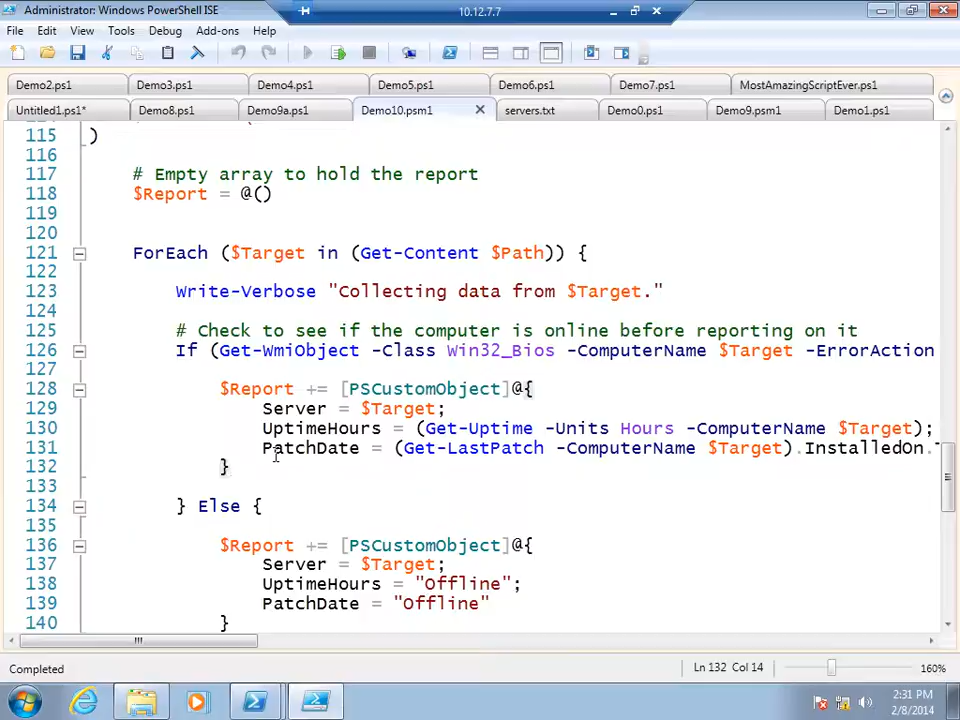 Administrator: Windows PowerShell ISE
10.12.7.7
File Edit View Tools Debug Add-ons Help
Demo2.ps1 Demo3.ps1 Demo4.ps1 Demo5.ps1 Demo6.ps1 Demo7.ps1 MostAmazingScriptEver.ps1
Untitled1.ps1* Demo8.ps1 Demo9a.ps1 Demo10.psm1 servers.txt Demo0.ps1 Demo9.psm1 Demo1.ps1
115 )
116
117 # Empty array to hold the report
118 $Report = @()
119
120
121 ForEach ($Target in (Get-Content $Path)) {
122
123 Write-Verbose "Collecting data from $Target."
124
125 # Check to see if the computer is online before reporting on it
126 If (Get-WmiObject -Class Win32_Bios -ComputerName $Target -ErrorAction
127
128 $Report += [PSCustomObject]@{
129 Server = $Target;
130 UptimeHours = (Get-Uptime -Units Hours -ComputerName $Target);
131 PatchDate = (Get-LastPatch -ComputerName $Target).InstalledOn.
132 }
133
134 } Else {
135
136 $Report += [PSCustomObject]@{
137 Server = $Target;
138 UptimeHours = "Offline";
139 PatchDate = "Offline"
140 }
Completed
Ln 132 Col 14
160%
2:31 PM
2/8/2014